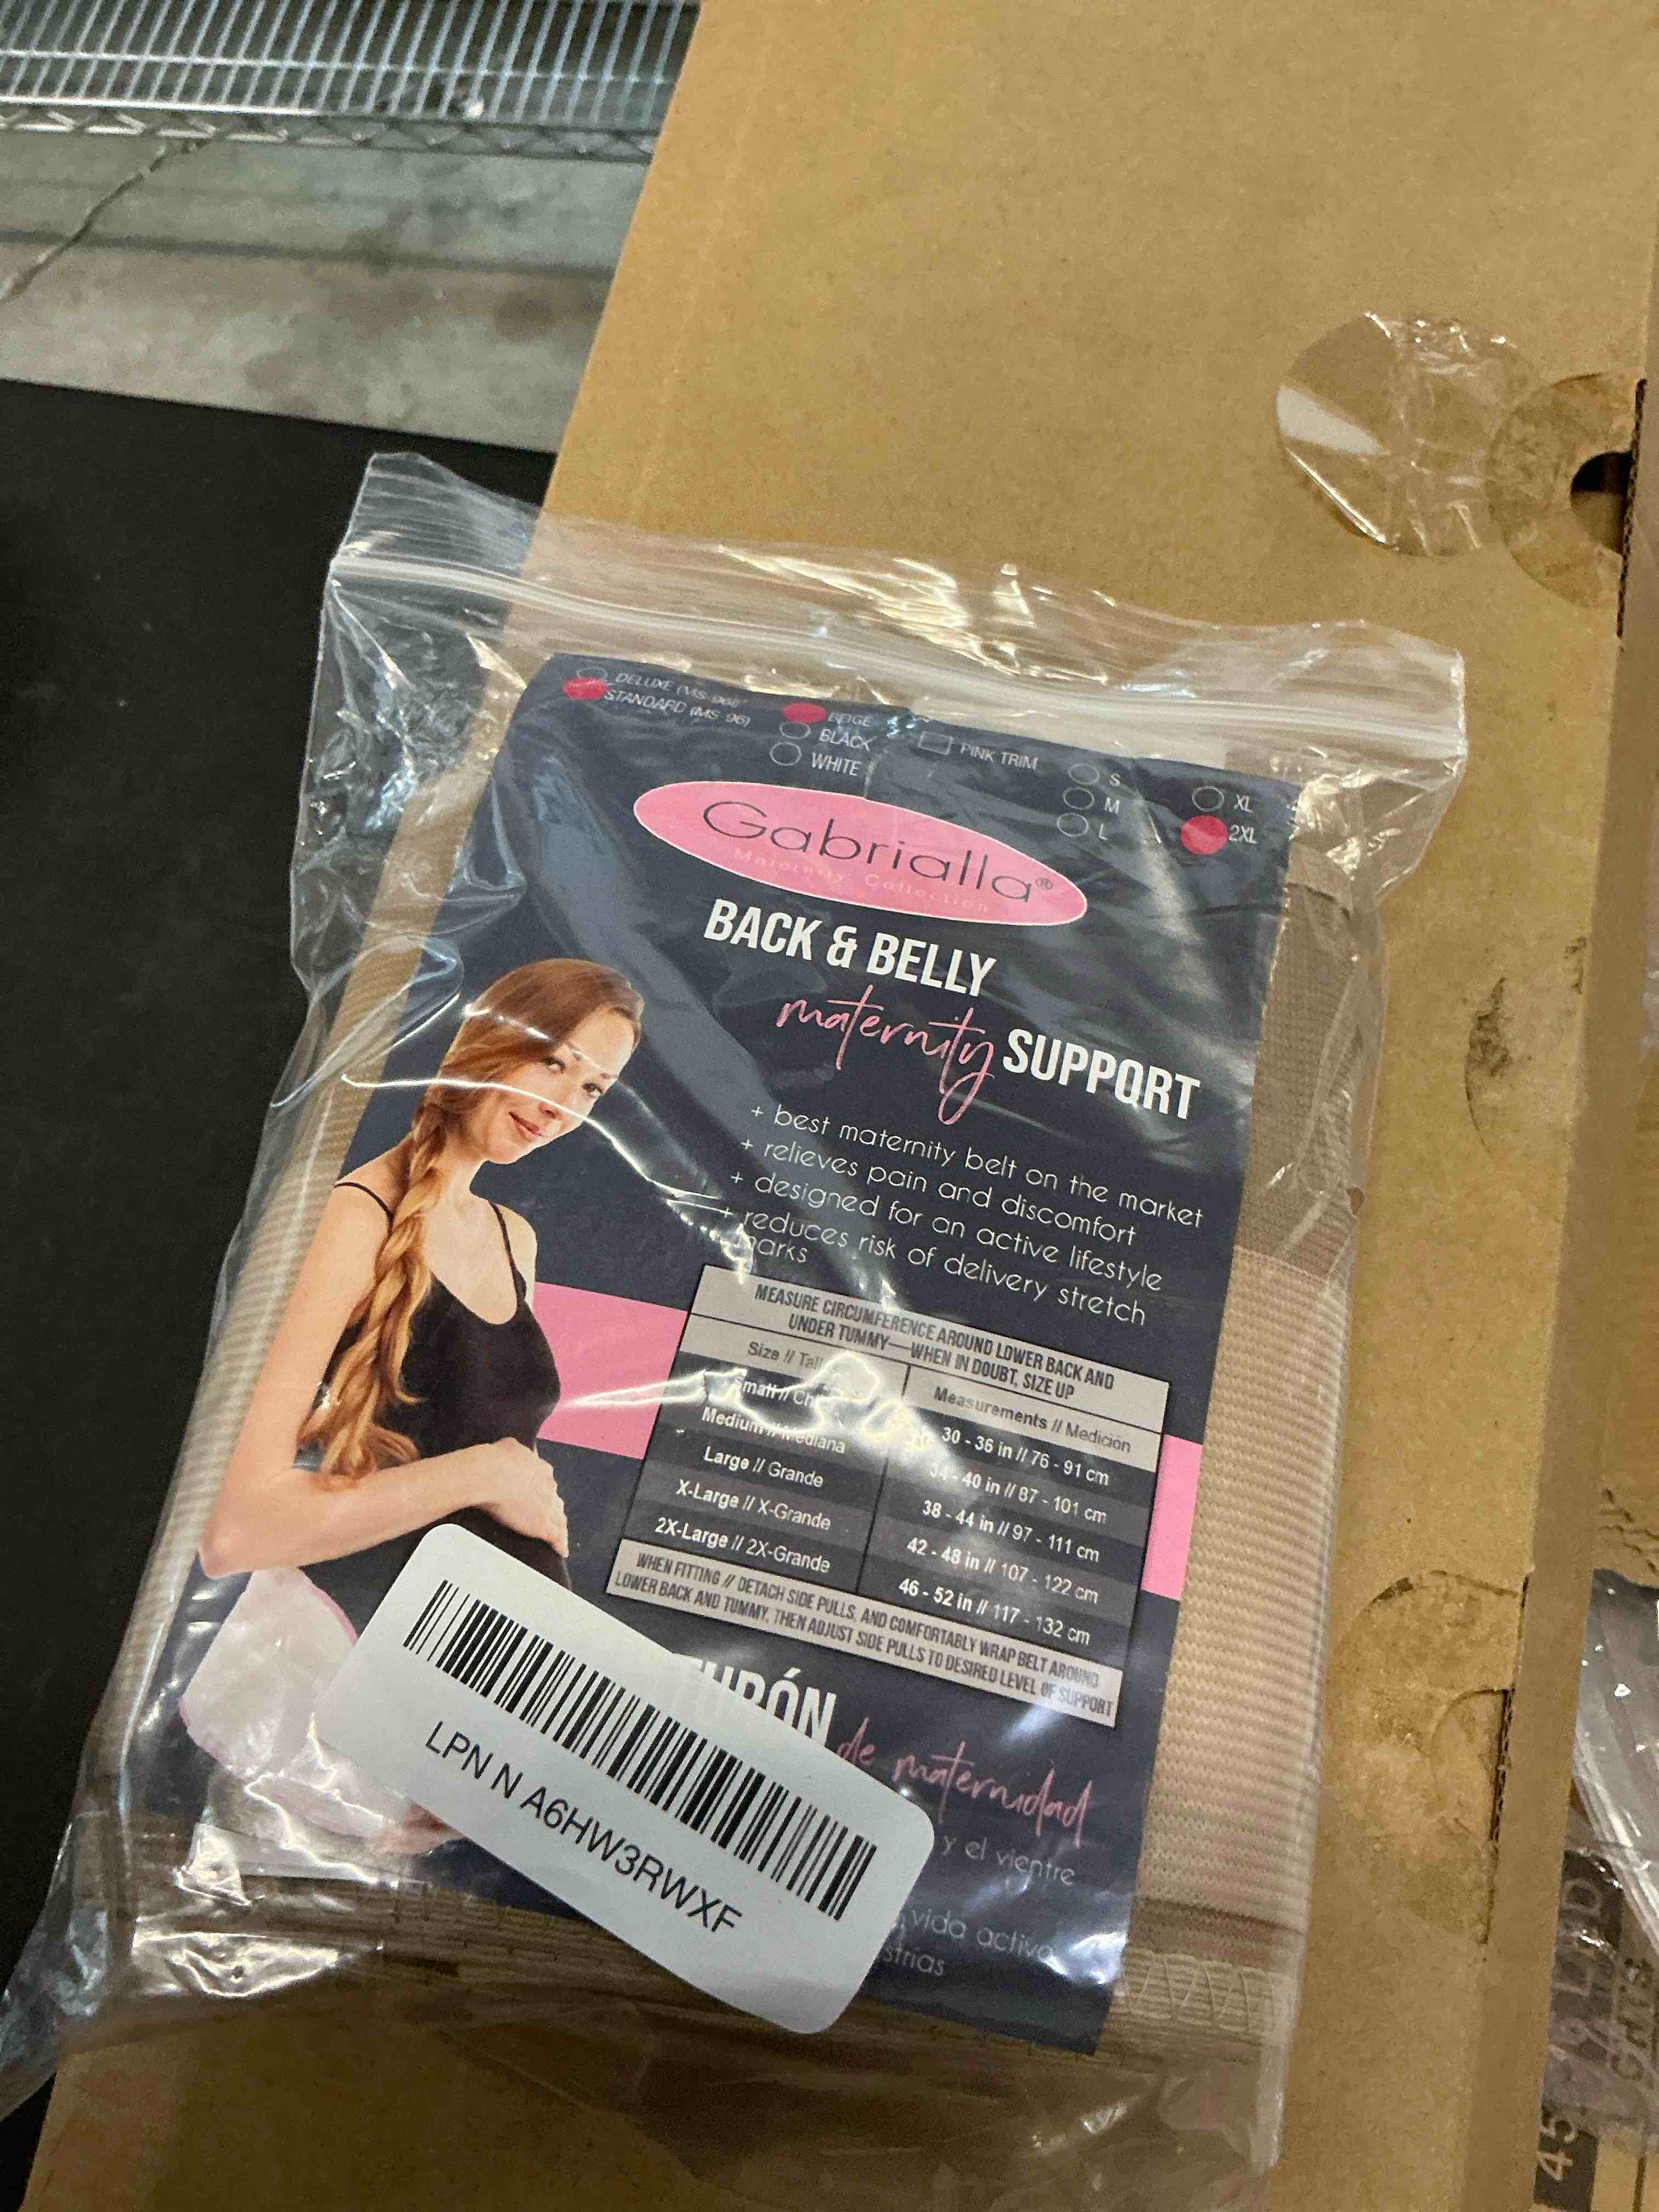 DELUXE (MS-96i)
STANDARD (MS 96)
BEIGE
BLACK
WHITE
PINK TRIM
S
M
L
XL
2XL
Gabrialla®
Maternity Collection
BACK & BELLY
maternity SUPPORT
+ best maternity belt on the market
+ relieves pain and discomfort
+ designed for an active lifestyle
+ reduces risk of delivery stretch
marks
MEASURE CIRCUMFERENCE AROUND LOWER BACK AND
UNDER TUMMY—WHEN IN DOUBT, SIZE UP
Size // Measurements // Medición
Small // 30 - 36 in // 76 - 91 cm
Medium // Mediana 34 - 40 in // 87 - 101 cm
Large // Grande 38 - 44 in // 97 - 111 cm
X-Large // X-Grande 42 - 48 in // 107 - 122 cm
2X-Large // 2X-Grande 46 - 52 in // 117 - 132 cm
WHEN FITTING // DETACH SIDE PULLS, AND COMFORTABLY WRAP BELT AROUND
LOWER BACK AND TUMMY, THEN ADJUST SIDE PULLS TO DESIRED LEVEL OF SUPPORT
de maternidad
y el vientre
vida activa
LPN N A6HW3RWXF
45